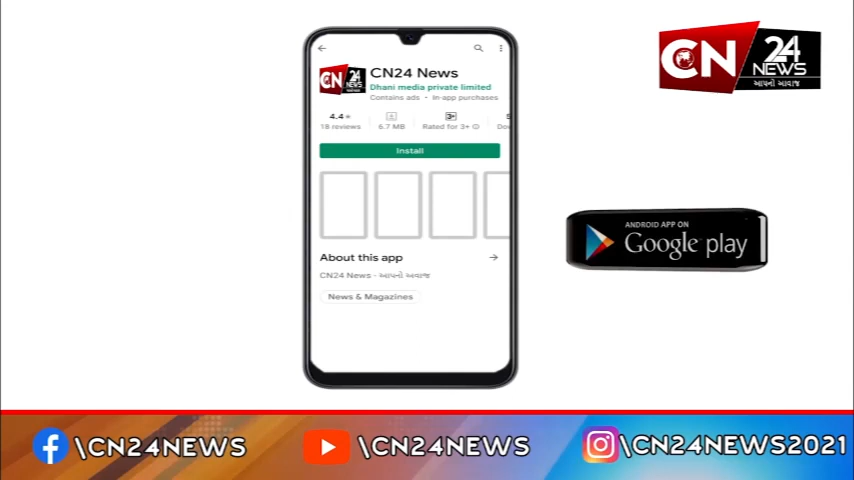 CN24 News
Dhani media private limited
Contains ads • In-app purchases
4.4★
18 reviews
6.7 MB
3+
Rated for 3+
Install
About this app
CN24 News - આપનો અવાજ
News & Magazines
CN 24
NEWS
આપનો અવાજ
ANDROID APP ON
Google play
\CN24NEWS
\CN24NEWS
\CN24NEWS2021